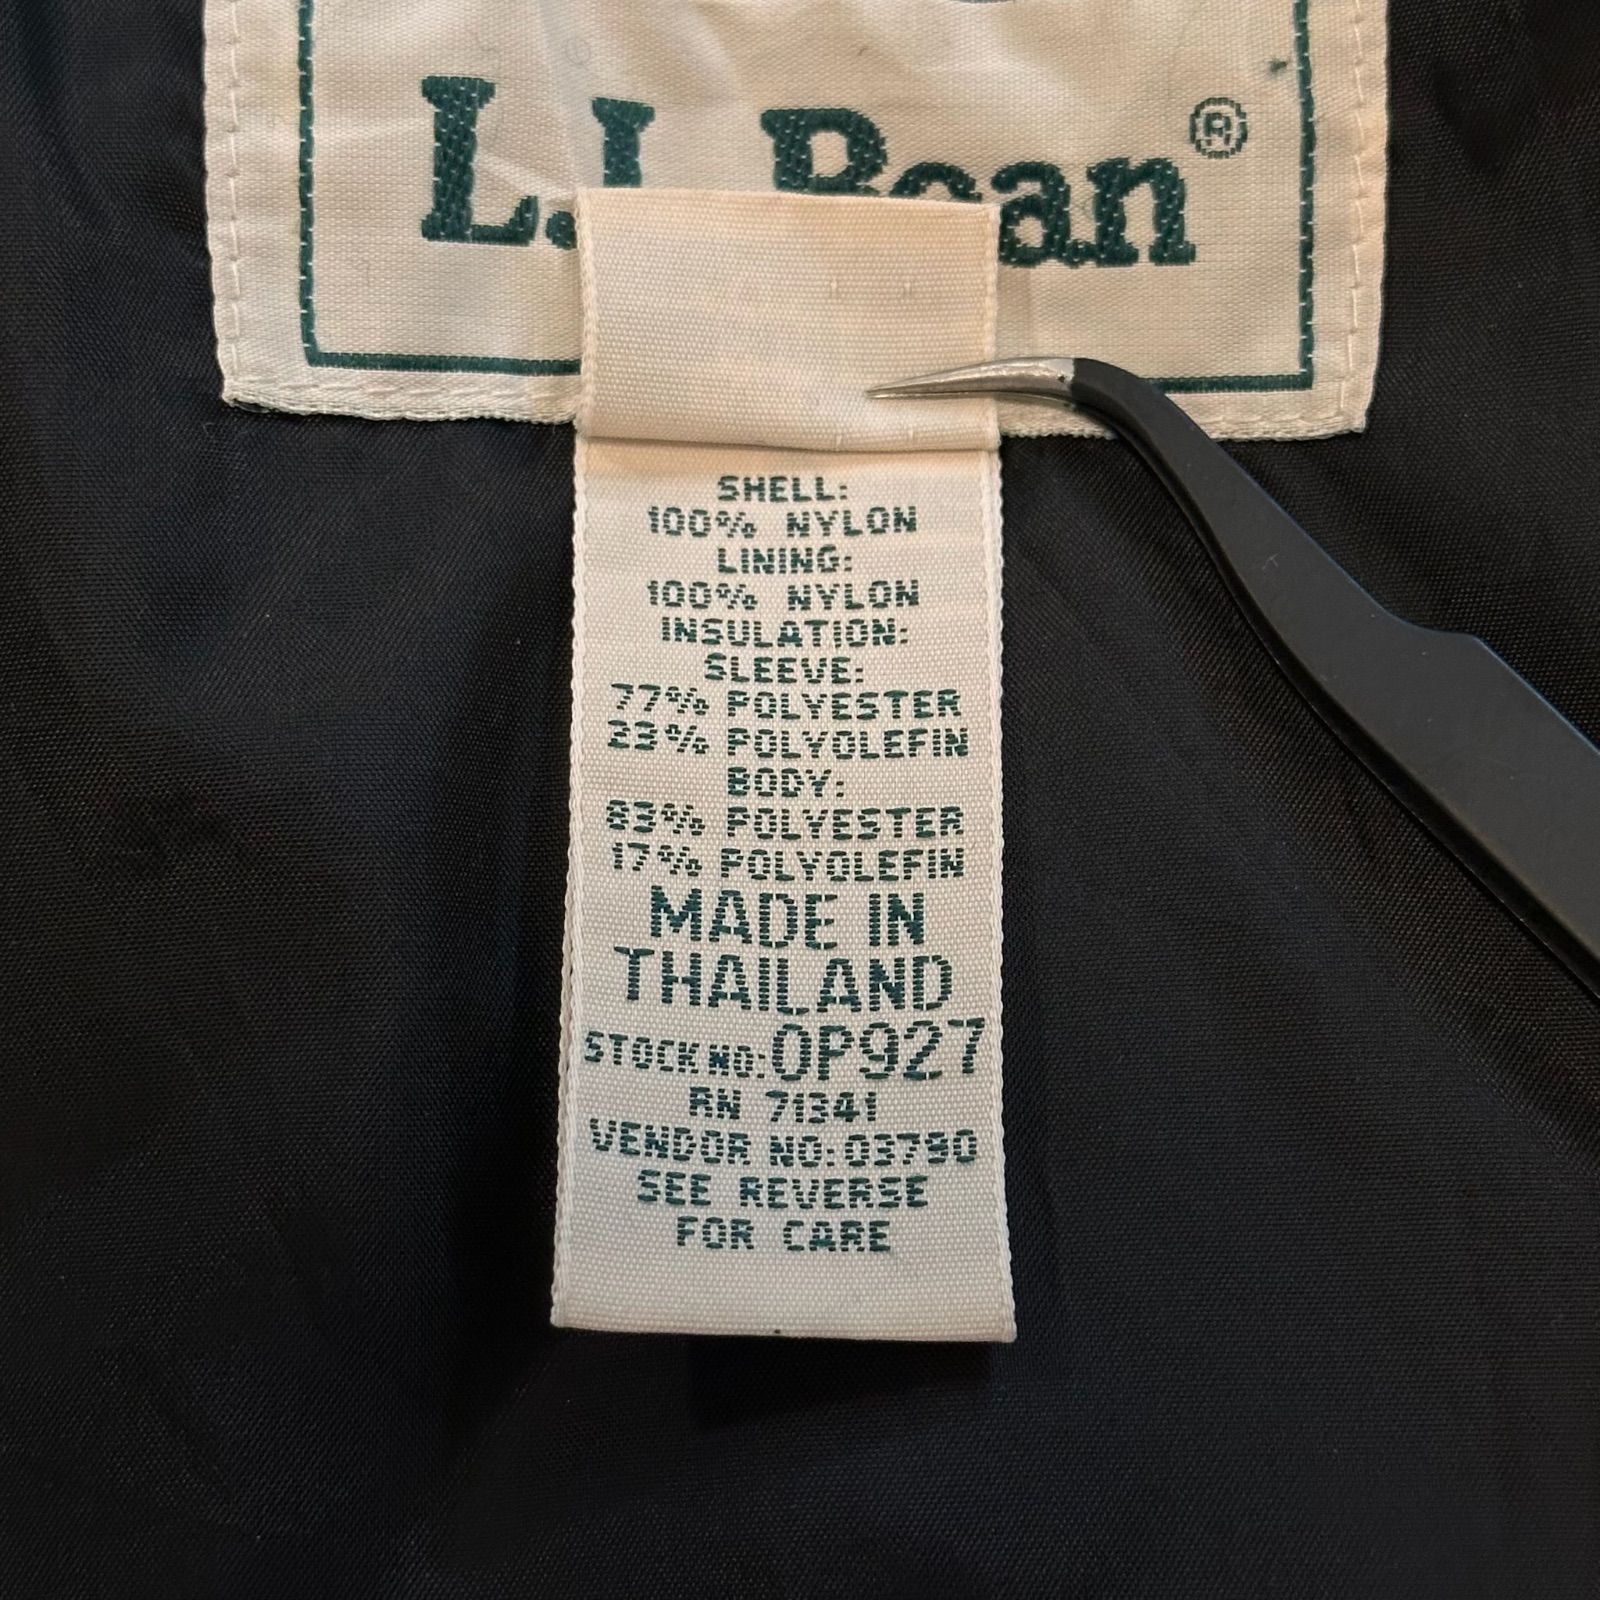 L.L.Bean®
SHELL:
100% NYLON
LINING:
100% NYLON
INSULATION:
SLEEVE:
77% POLYESTER
23% POLYOLEFIN
BODY:
83% POLYESTER
17% POLYOLEFIN
MADE IN
THAILAND
STOCK NO: 0P927
RN 71341
VENDOR NO: 03790
SEE REVERSE
FOR CARE